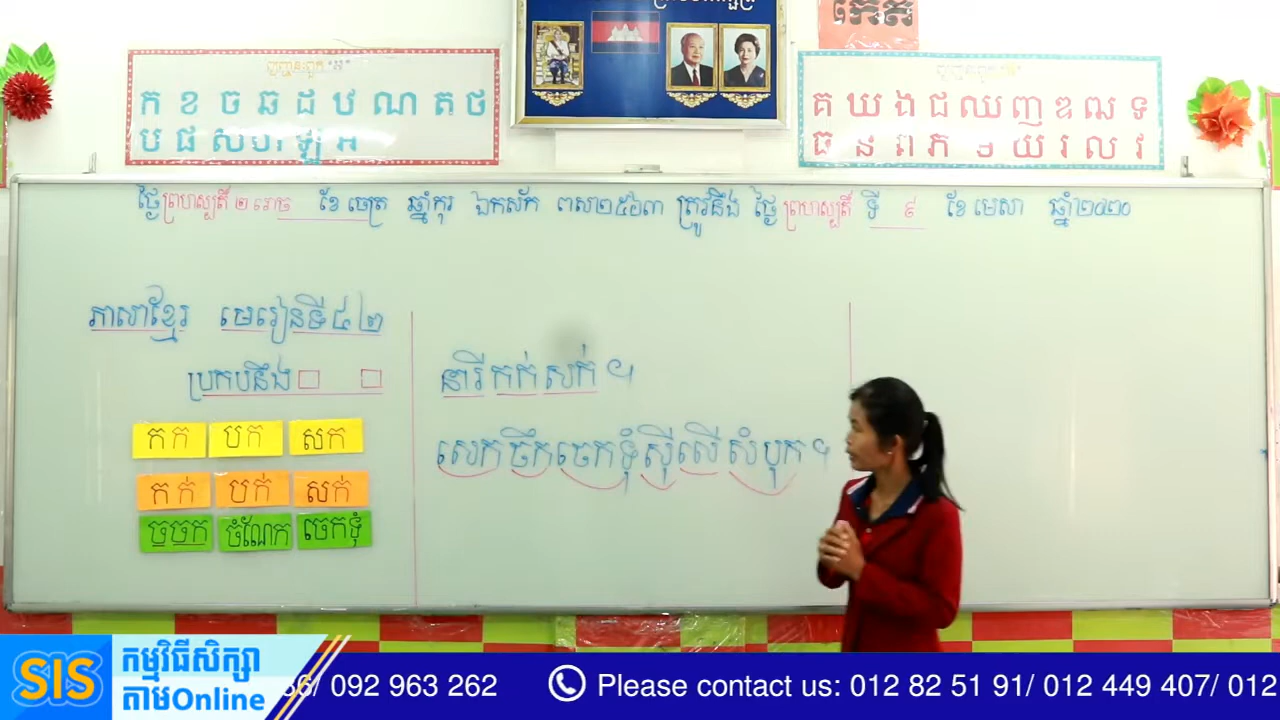 ក ខ ច ឆ ដ ឋ ណ ត ថ
ប ផ ស ហ ឡ អ
គ ឃ ង ជ ឈ ញ ឌ ឍ ទ
ធ ន ព ភ ម យ រ ល វ
ថ្ងៃព្រហស្បតិ៍ ២ រោច ខែ ចេត្រ ឆ្នាំកុរ ឯកស័ក ពស២៥៦៣ ត្រូវនឹង ថ្ងៃ ព្រហស្បតិ៍ ទី ៩ ខែ មេសា ឆ្នាំ២០២០
ភាសាខ្មែរ មេរៀនទី៤២
ប្រកបនឹង
កក បក សក
កក់ បក់ សក់
ចចក ចំណែក ចេកទុំ
នារី កក់ សក់ ។
សេក ចឹក ចេកទុំ ស៊ី លើ សំបុក ។
SIS កម្មវិធីសិក្សា
តាមOnline
/ 092 963 262 Please contact us: 012 82 51 91/ 012 449 407/ 012